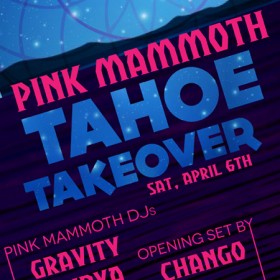 PINK MAMMOTH
TAHOE
TAKEOVER
SAT, APRIL 6TH
PINK MAMMOTH DJs
GRAVITY
OPENING SET BY
CHANGO